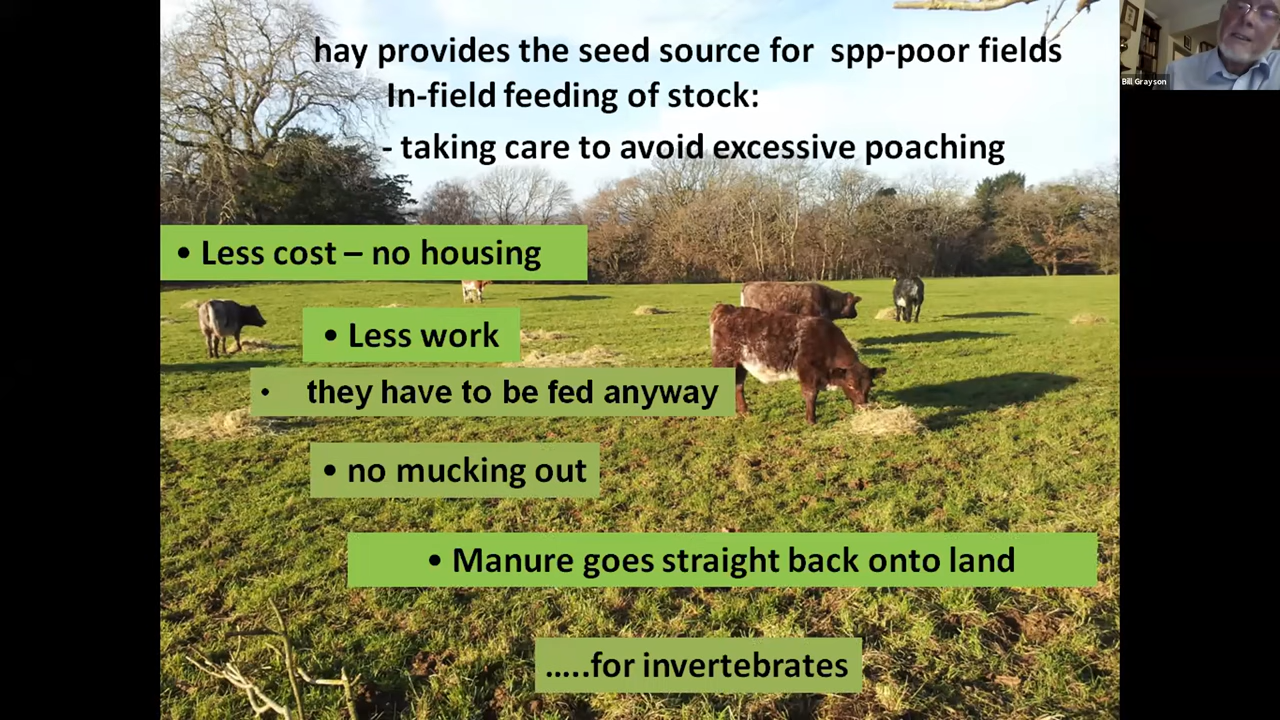 hay provides the seed source for spp-poor fields
In-field feeding of stock:
- taking care to avoid excessive poaching
Bill Grayson
• Less cost – no housing
• Less work
• they have to be fed anyway
• no mucking out
• Manure goes straight back onto land
…..for invertebrates